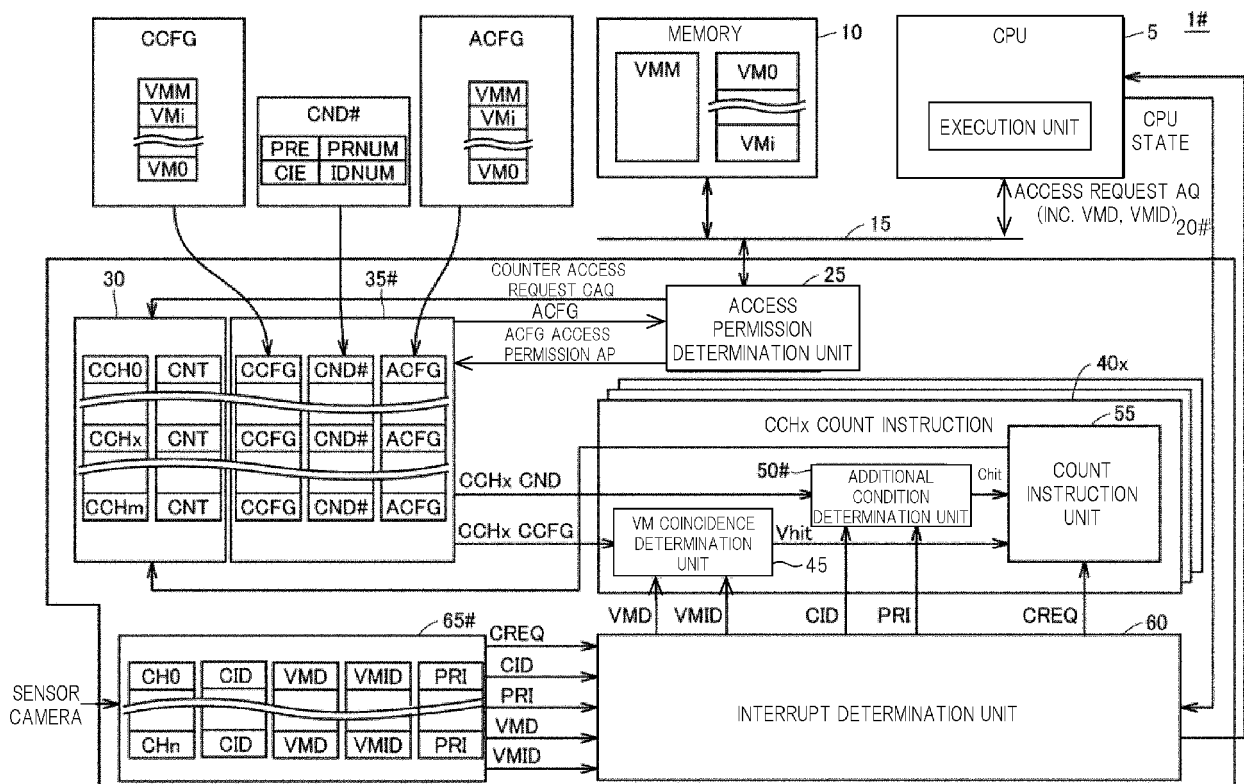 CCFG
VMM
VMi
VM0
CND#
PRE PRNUM
CIE IDNUM
ACFG
VMM
VMi
VM0
MEMORY
10
VMM
VM0
VMi
CPU
5
1#
EXECUTION UNIT
CPU
STATE
ACCESS REQUEST AQ
(INC. VMD, VMID)
20#
15
30
35#
COUNTER ACCESS
REQUEST CAQ
ACFG
ACFG ACCESS
PERMISSION AP
25
ACCESS
PERMISSION
DETERMINATION UNIT
CCH0 CNT CCFG CND# ACFG
CCHx CNT CCFG CND# ACFG
CCHm CNT CCFG CND# ACFG
CCHx CND
CCHx CCFG
40x
CCHx COUNT INSTRUCTION
55
50#
ADDITIONAL
CONDITION
DETERMINATION UNIT
Chit
COUNT
INSTRUCTION
UNIT
VM COINCIDENCE
DETERMINATION
UNIT
Vhit
45
VMD VMID CID PRI CREQ
65#
60
SENSOR
CAMERA
CH0 CID VMD VMID PRI
CHn CID VMD VMID PRI
CREQ
CID
PRI
VMD
VMID
INTERRUPT DETERMINATION UNIT